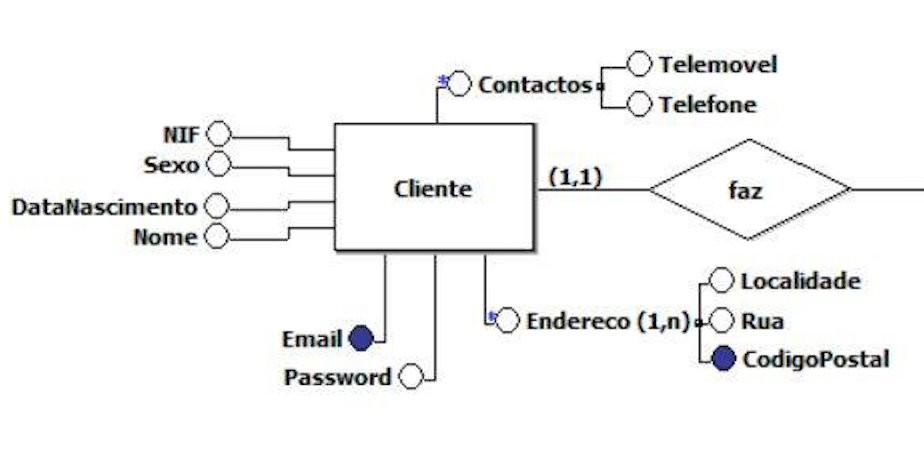 Telemovel
Contactos
Telefone
NIF
Sexo
DataNascimento
Nome
Cliente
(1,1)
faz
Localidade
Endereco (1,n)
Rua
CodigoPostal
Email
Password